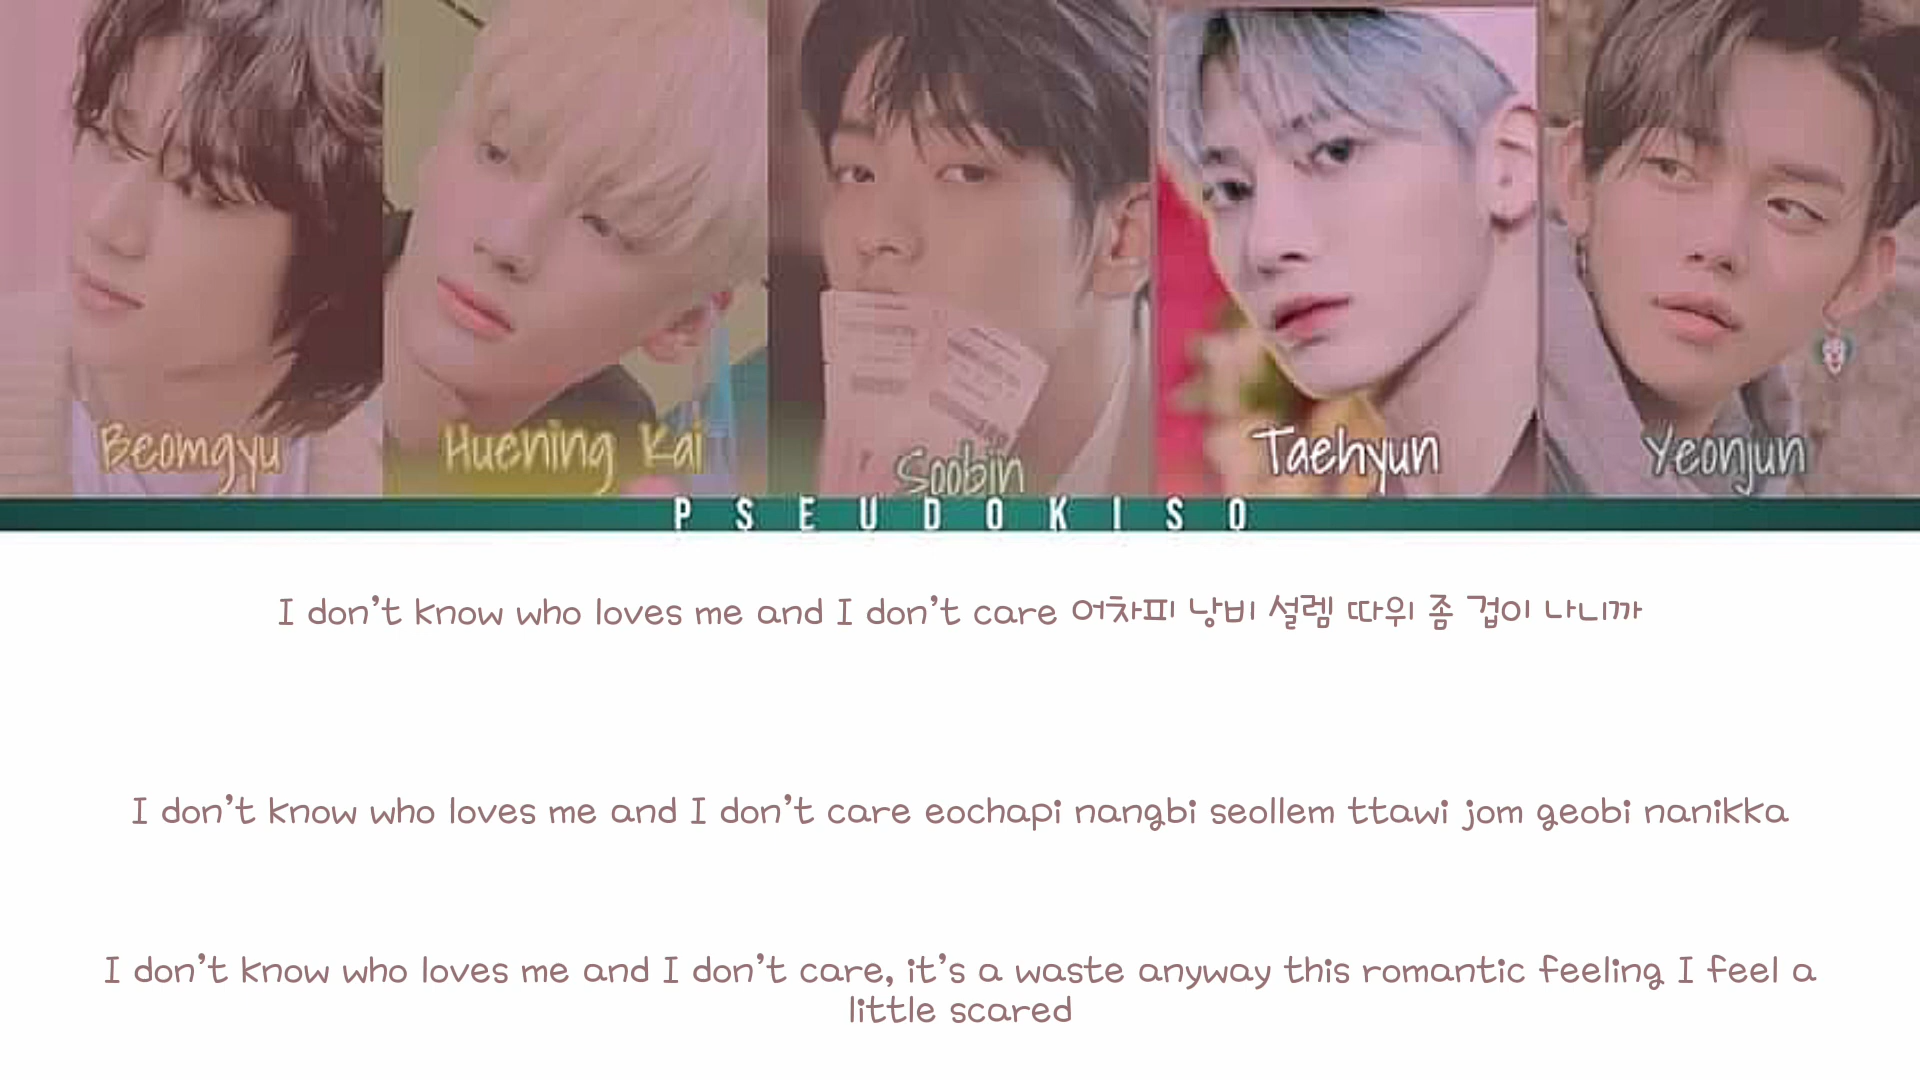 Beomgyu
Huening Kai
Soobin
Taehyun
Yeonjun
PSEUDOKISO
I don't know who loves me and I don't care 어차피 낭비 설렘 따위 좀 겁이 나니까
I don't know who loves me and I don't care eochapi nangbi seollem ttawi jom geobi nanikka
I don't know who loves me and I don't care, it's a waste anyway this romantic feeling I feel a
little scared